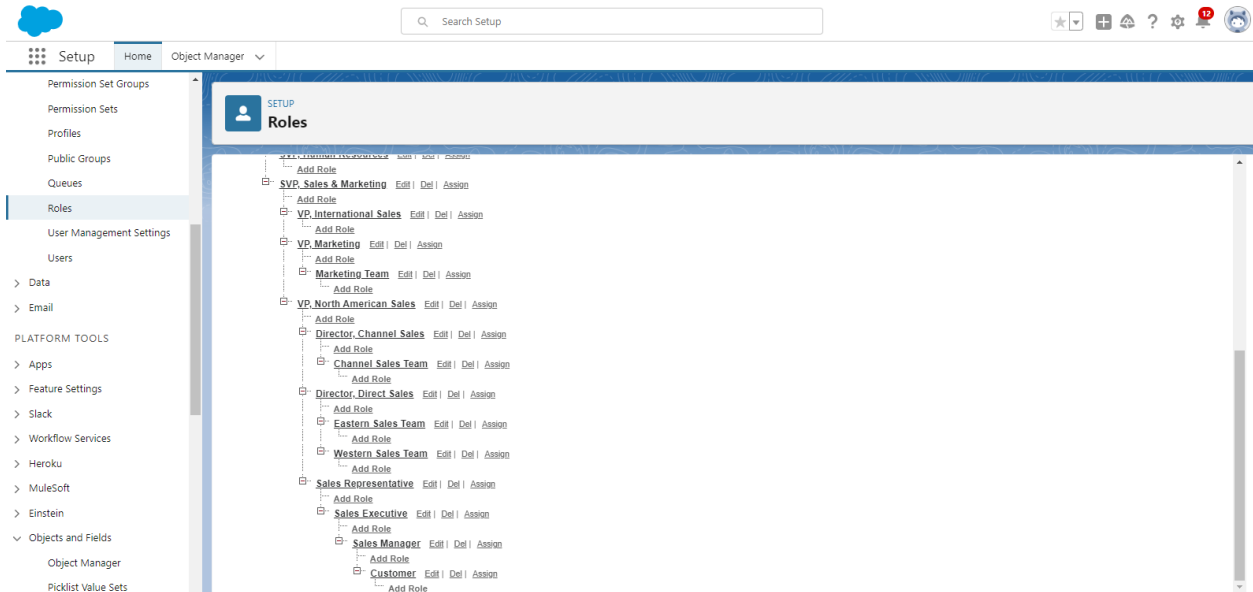 Search Setup
12
Setup
Home
Object Manager
Permission Set Groups
Permission Sets
Profiles
Public Groups
Queues
Roles
User Management Settings
Users
Data
Email
PLATFORM TOOLS
Apps
Feature Settings
Slack
Workflow Services
Heroku
MuleSoft
Einstein
Objects and Fields
Object Manager
Picklist Value Sets
SETUP
Roles
SVP, Human Resources Edit | Del | Assign
Add Role
SVP, Sales & Marketing Edit | Del | Assign
Add Role
VP, International Sales Edit | Del | Assign
Add Role
VP, Marketing Edit | Del | Assign
Add Role
Marketing Team Edit | Del | Assign
Add Role
VP, North American Sales Edit | Del | Assign
Add Role
Director, Channel Sales Edit | Del | Assign
Add Role
Channel Sales Team Edit | Del | Assign
Add Role
Director, Direct Sales Edit | Del | Assign
Add Role
Eastern Sales Team Edit | Del | Assign
Add Role
Western Sales Team Edit | Del | Assign
Add Role
Sales Representative Edit | Del | Assign
Add Role
Sales Executive Edit | Del | Assign
Add Role
Sales Manager Edit | Del | Assign
Add Role
Customer Edit | Del | Assign
Add Role